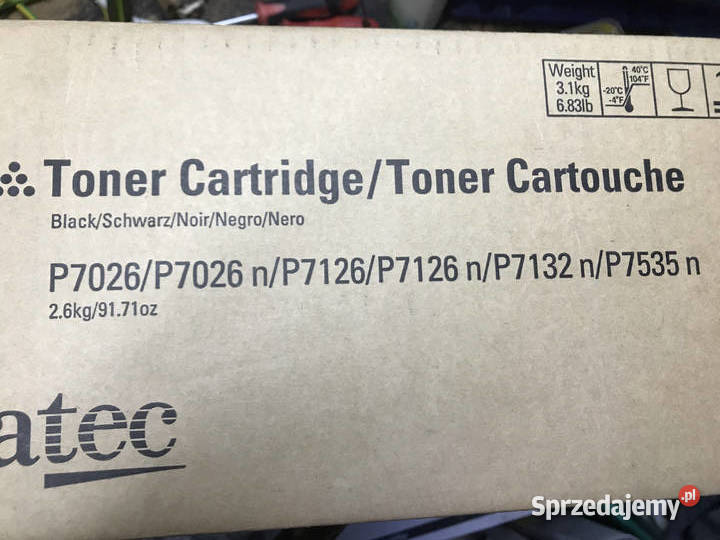 Weight
3.1kg
6.83lb
40°C
104°F
-20°C
-4°F
Toner Cartridge/Toner Cartouche
Black/Schwarz/Noir/Negro/Nero
P7026/P7026 n/P7126/P7126 n/P7132 n/P7535 n
2.6kg/91.71oz
atec
Sprzedajemy.pl